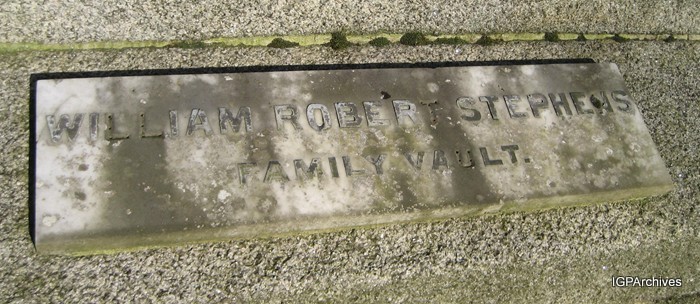 WILLIAM ROBERT STEPHENS
FAMILY VAULT.
IGPArchives